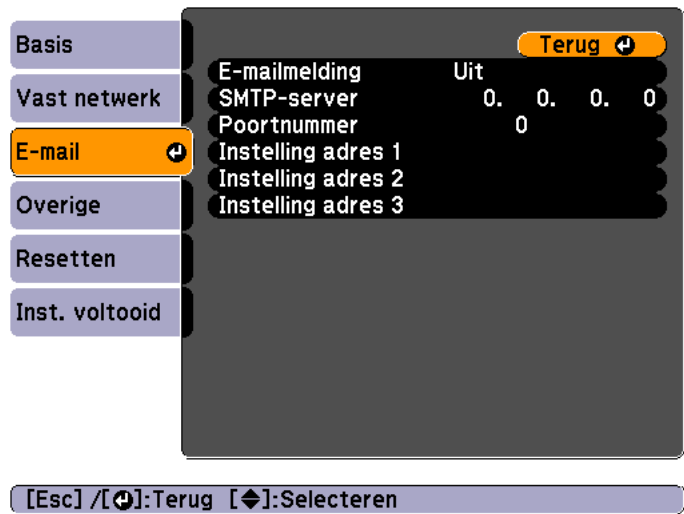 Basis
Vast netwerk
E-mail
Overige
Resetten
Inst. voltooid
Terug
E-mailmelding Uit
SMTP-server 0. 0. 0. 0
Poortnummer 0
Instelling adres 1
Instelling adres 2
Instelling adres 3
[Esc] /[⏎]:Terug [◆]:Selecteren